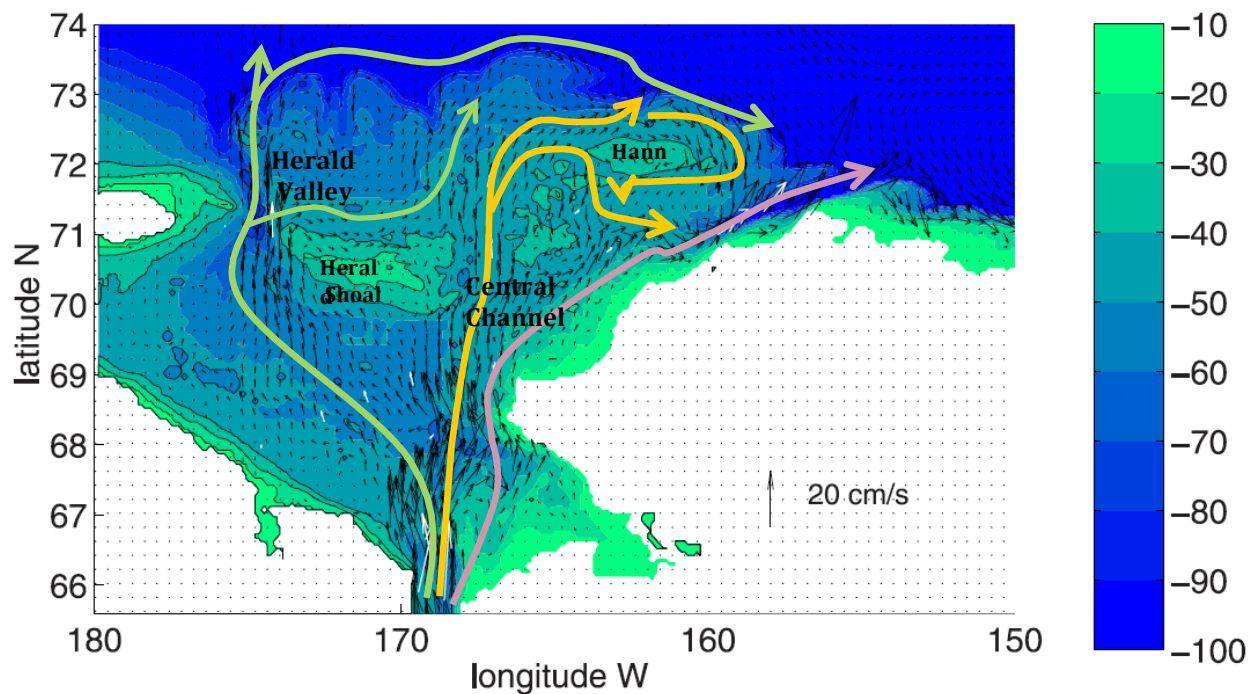 74
73
72
71
70
69
68
67
66
latitude N
180
170
160
150
longitude W
Herald
Valley
Hann
Heral
d
Shoal
Central
Channel
20 cm/s
−10
−20
−30
−40
−50
−60
−70
−80
−90
−100